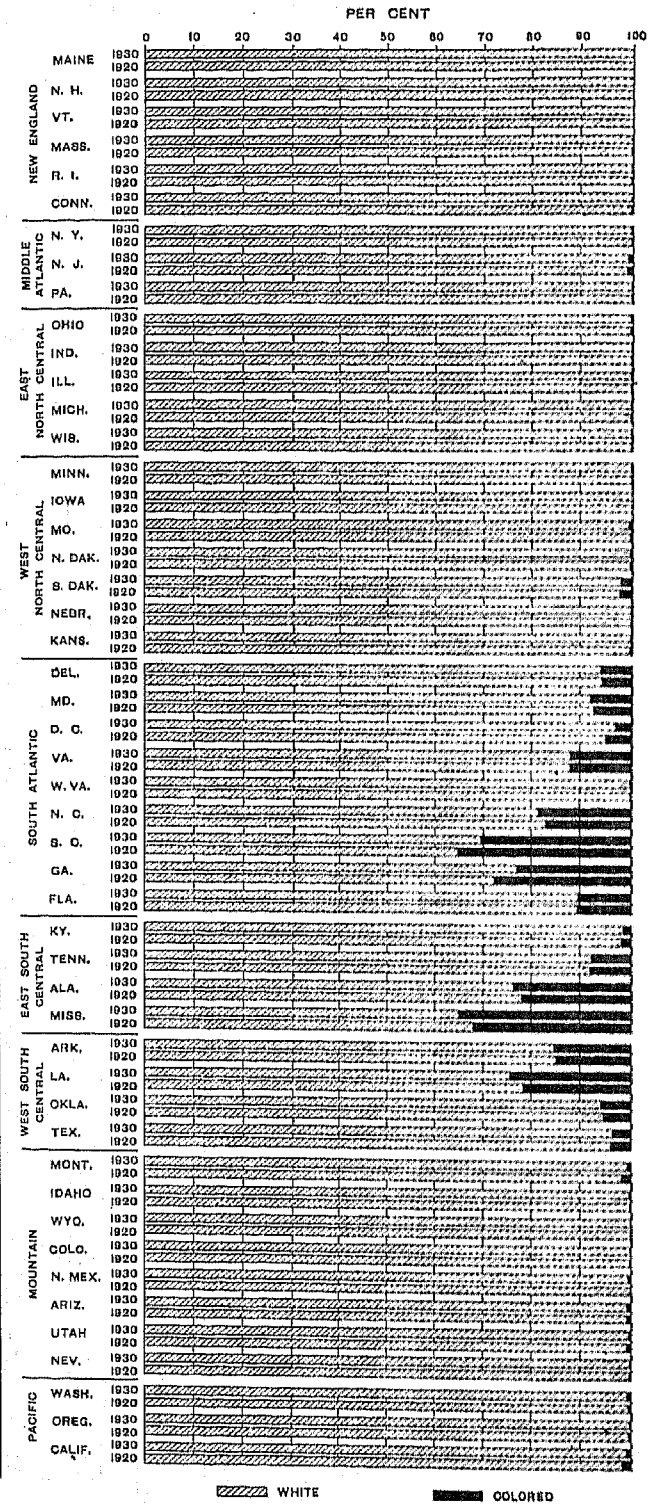 PER CENT
0 10 20 30 40 50 60 70 80 90 100
NEW ENGLAND
MAINE 1930
1920
N. H. 1930
1920
VT. 1930
1920
MASS. 1930
1920
R. I. 1930
1920
CONN. 1930
1920
MIDDLE ATLANTIC
N. Y. 1930
1920
N. J. 1930
1920
PA. 1930
1920
EAST NORTH CENTRAL
OHIO 1930
1920
IND. 1930
1920
ILL. 1930
1920
MICH. 1930
1920
WIS. 1930
1920
WEST NORTH CENTRAL
MINN. 1930
1920
IOWA 1930
1920
MO. 1930
1920
N. DAK. 1930
1920
S. DAK. 1930
1920
NEBR. 1930
1920
KANS. 1930
1920
SOUTH ATLANTIC
DEL. 1930
1920
MD. 1930
1920
D. C. 1930
1920
VA. 1930
1920
W. VA. 1930
1920
N. C. 1930
1920
S. C. 1930
1920
GA. 1930
1920
FLA. 1930
1920
EAST SOUTH CENTRAL
KY. 1930
1920
TENN. 1930
1920
ALA. 1930
1920
MISS. 1930
1920
WEST SOUTH CENTRAL
ARK. 1930
1920
LA. 1930
1920
OKLA. 1930
1920
TEX. 1930
1920
MOUNTAIN
MONT. 1930
1920
IDAHO 1930
1920
WYO. 1930
1920
COLO. 1930
1920
N. MEX. 1930
1920
ARIZ. 1930
1920
UTAH 1930
1920
NEV. 1930
1920
PACIFIC
WASH. 1930
1920
OREG. 1930
1920
CALIF. 1930
1920
WHITE COLORED